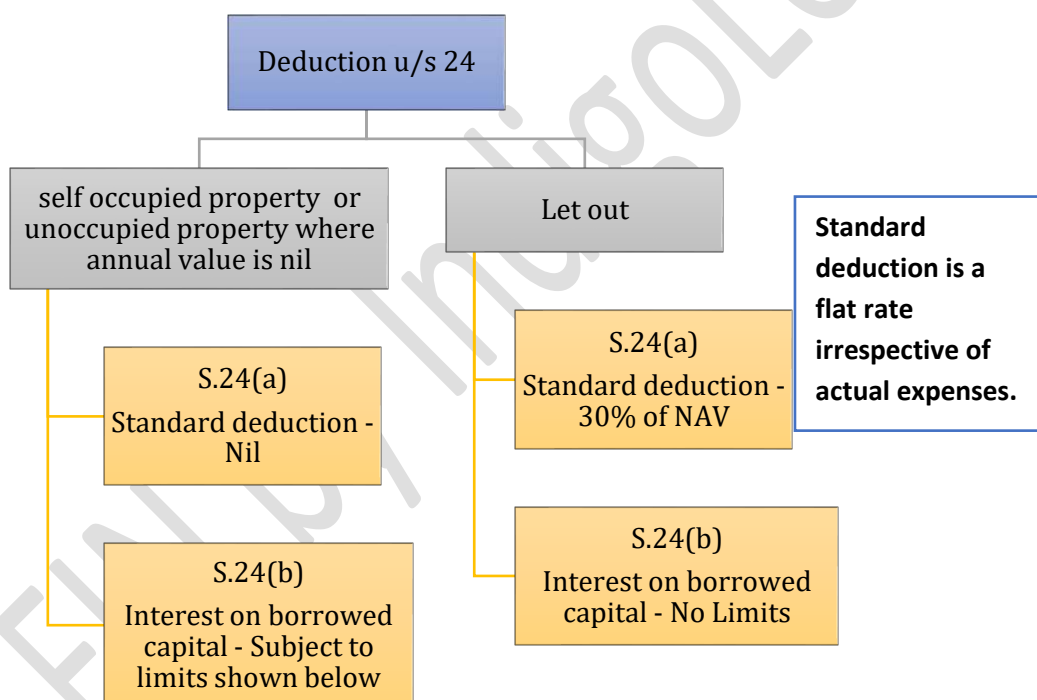 Deduction u/s 24
self occupied property or
unoccupied property where
annual value is nil
Let out
Standard
deduction is a
flat rate
irrespective of
actual expenses.
S.24(a)
Standard deduction -
Nil
S.24(a)
Standard deduction -
30% of NAV
S.24(b)
Interest on borrowed
capital - Subject to
limits shown below
S.24(b)
Interest on borrowed
capital - No Limits